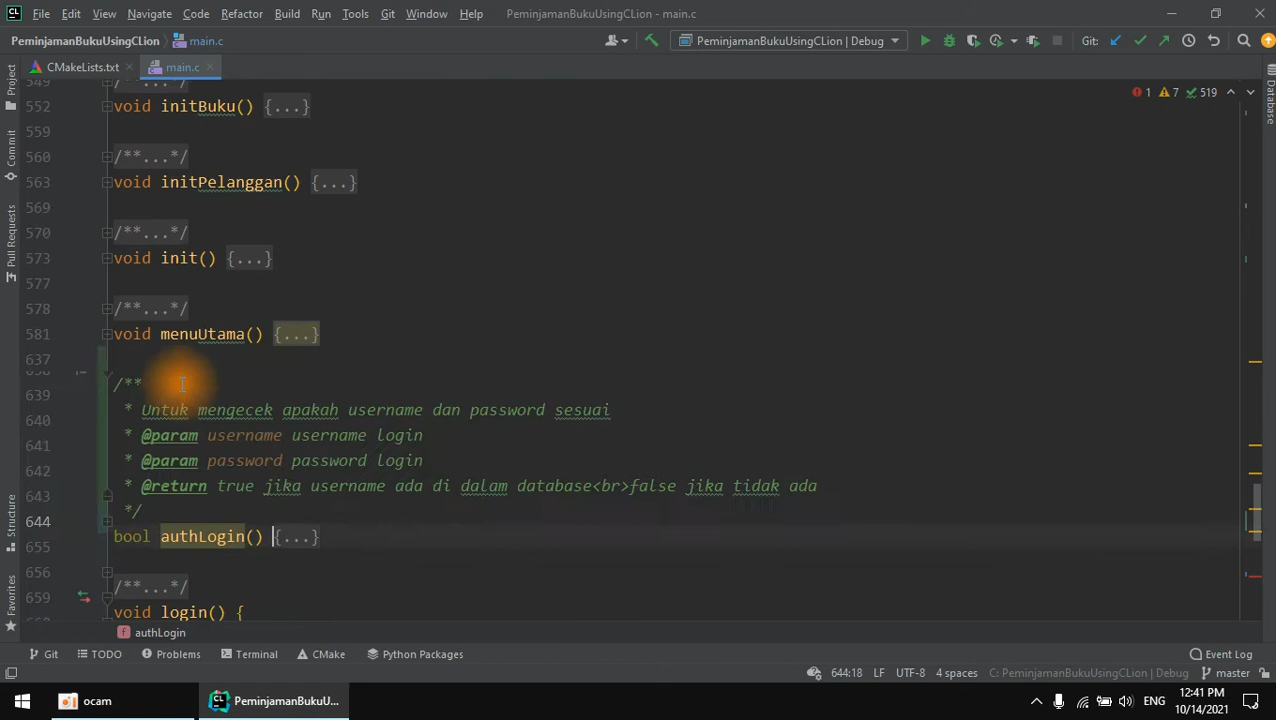 File Edit View Navigate Code Refactor Build Run Tools Git Window Help PeminjamanBukuUsingCLion - main.c
PeminjamanBukuUsingCLion main.c PeminjamanBukuUsingCLion | Debug Git:
CMakeLists.txt main.c
1 7 519
549 /**...*/
552 void initBuku() {...}
559
560 /**...*/
563 void initPelanggan() {...}
569
570 /**...*/
573 void init() {...}
577
578 /**...*/
581 void menuUtama() {...}
637
638 /**
639 * Untuk mengecek apakah username dan password sesuai
640 * @param username username login
641 * @param password password login
642 * @return true jika username ada di dalam database<br>false jika tidak ada
643 */
644 bool authLogin() {...}
655
656 /**...*/
659 void login() {
authLogin
Project
Commit
Pull Requests
Structure
Favorites
Database
Git TODO Problems Terminal CMake Python Packages Event Log
644:18 LF UTF-8 4 spaces C: PeminjamanBukuUsingCLion | Debug master
ocam PeminjamanBukuU... ENG 12:41 PM
10/14/2021